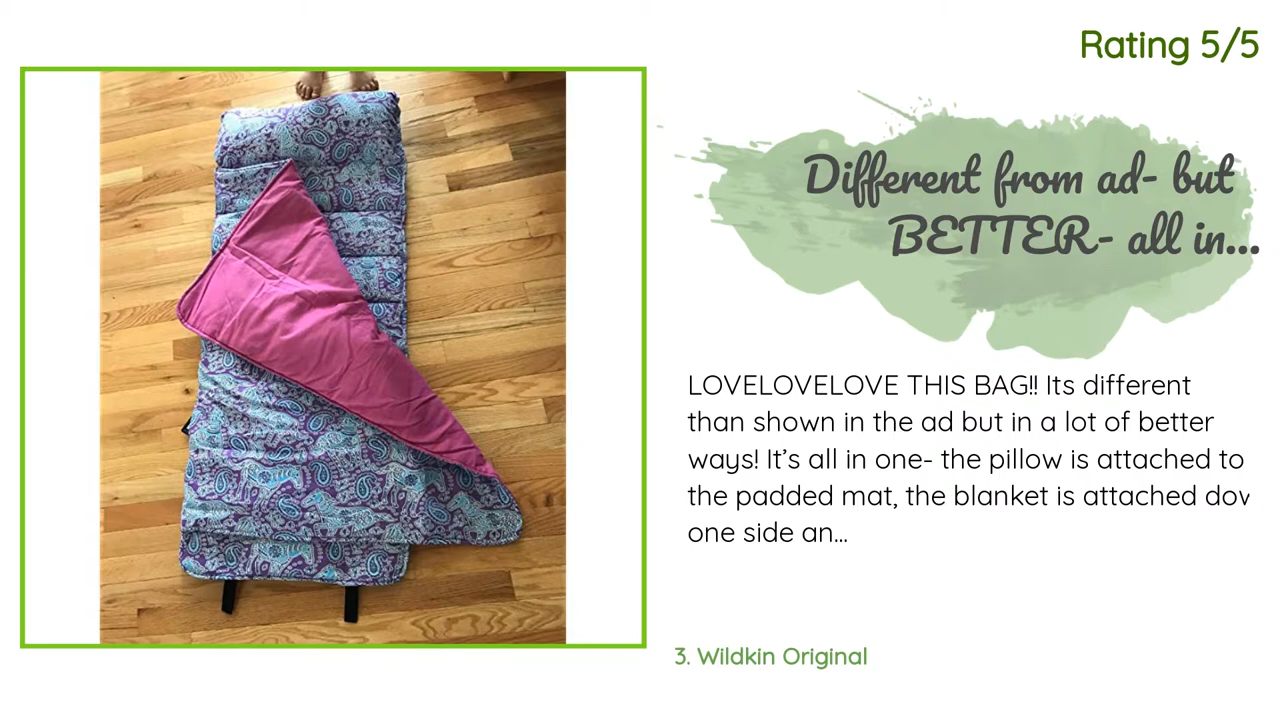 Rating 5/5
Different from ad- but
BETTER- all in...
LOVELOVELOVE THIS BAG!! Its different
than shown in the ad but in a lot of better
ways! It’s all in one- the pillow is attached to
the padded mat, the blanket is attached
one side an...
3. Wildkin Original